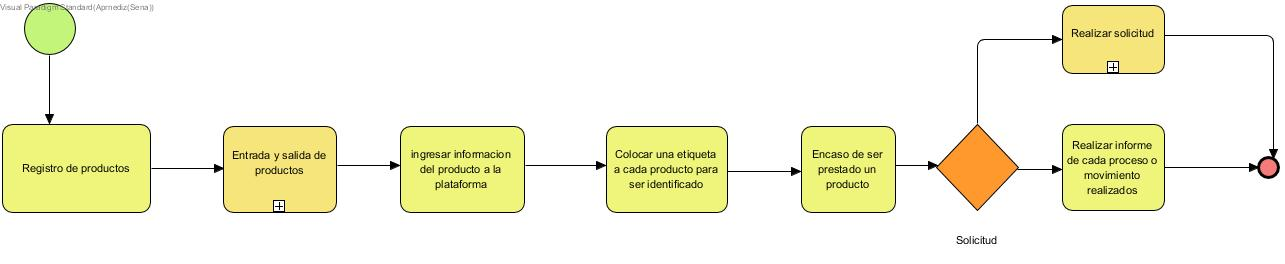 Visual Paradigm Standard(Aprnediz(Sena))
Realizar solicitud
Registro de productos
Entrada y salida de
productos
ingresar informacion
del producto a la
plataforma
Colocar una etiqueta
a cada producto para
ser identificado
Encaso de ser
prestado un
producto
Realizar informe
de cada proceso o
movimiento
realizados
Solicitud